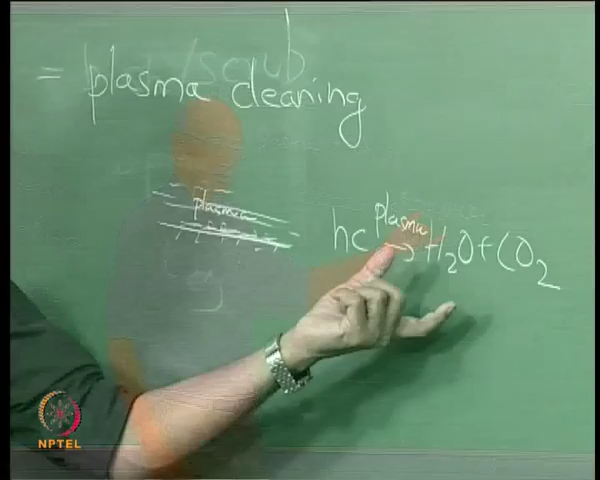 = plasma cleaning
plasma
hc plasma → H₂O + CO₂
NPTEL